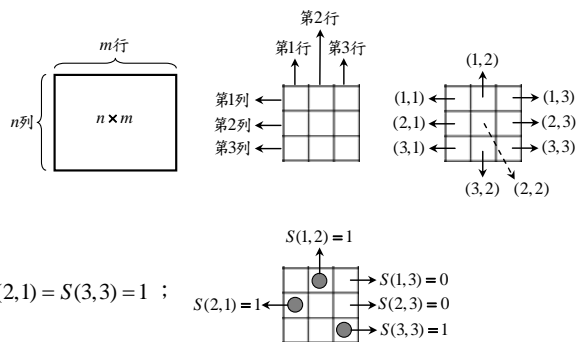 m行
n列
n×m
第2行
第1行 第3行
第1列
第2列
第3列
(1,2)
(1,1) (1,3)
(2,1) (2,3)
(3,1) (3,3)
(3,2) (2,2)
(2,1)=S(3,3)=1 ;
S(1,2)=1
S(1,3)=0
S(2,1)=1 S(2,3)=0
S(3,3)=1